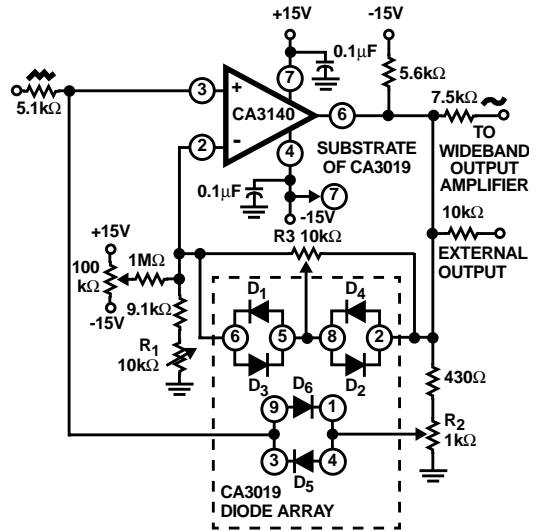 +15V
-15V
0.1μF
7
5.6kΩ
5.1kΩ
3
+
CA3140
6
7.5kΩ
2
-
4
SUBSTRATE
OF CA3019
TO
WIDEBAND
OUTPUT
AMPLIFIER
0.1μF
7
-15V
10kΩ
EXTERNAL
OUTPUT
+15V
R3 10kΩ
100
kΩ
1MΩ
-15V
9.1kΩ
D1
D4
6
5
8
2
R1
10kΩ
D3
D2
430Ω
D6
9
1
R2
1kΩ
3
4
D5
CA3019
DIODE ARRAY